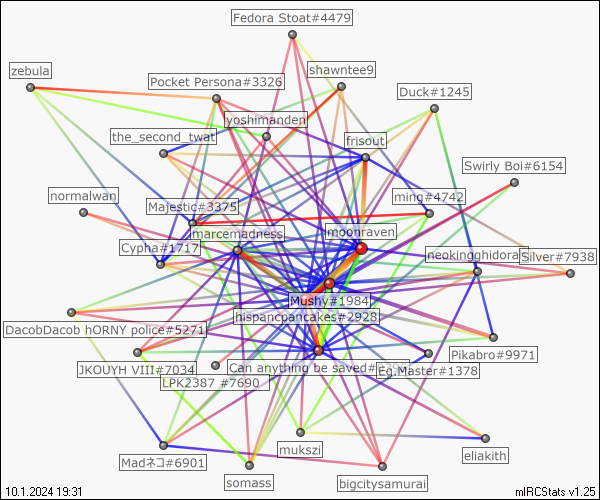 Fedora Stoat#4479
zebula
shawntee9
Pocket Persona#3326
Duck#1245
yoshimanden
the_second_twat
frisout
Swirly Boi#6154
normalwan
ming#4742
Majestic#3375
marcemadness
moonraven
Cypha#1717
neokingghidora
Silver#7938
Mushy#1984
hispancpancakes#2928
DacobDacob hORNY police#5271
Pikabro#9971
JKOUYH VIII#7034
Can anything be saved#
Eg.Master#1378
LPK2387 #7690
mukszi
eliakith
Madネコ#6901
somass
bigcitysamurai
10.1.2024 19:31
mIRCStats v1.25